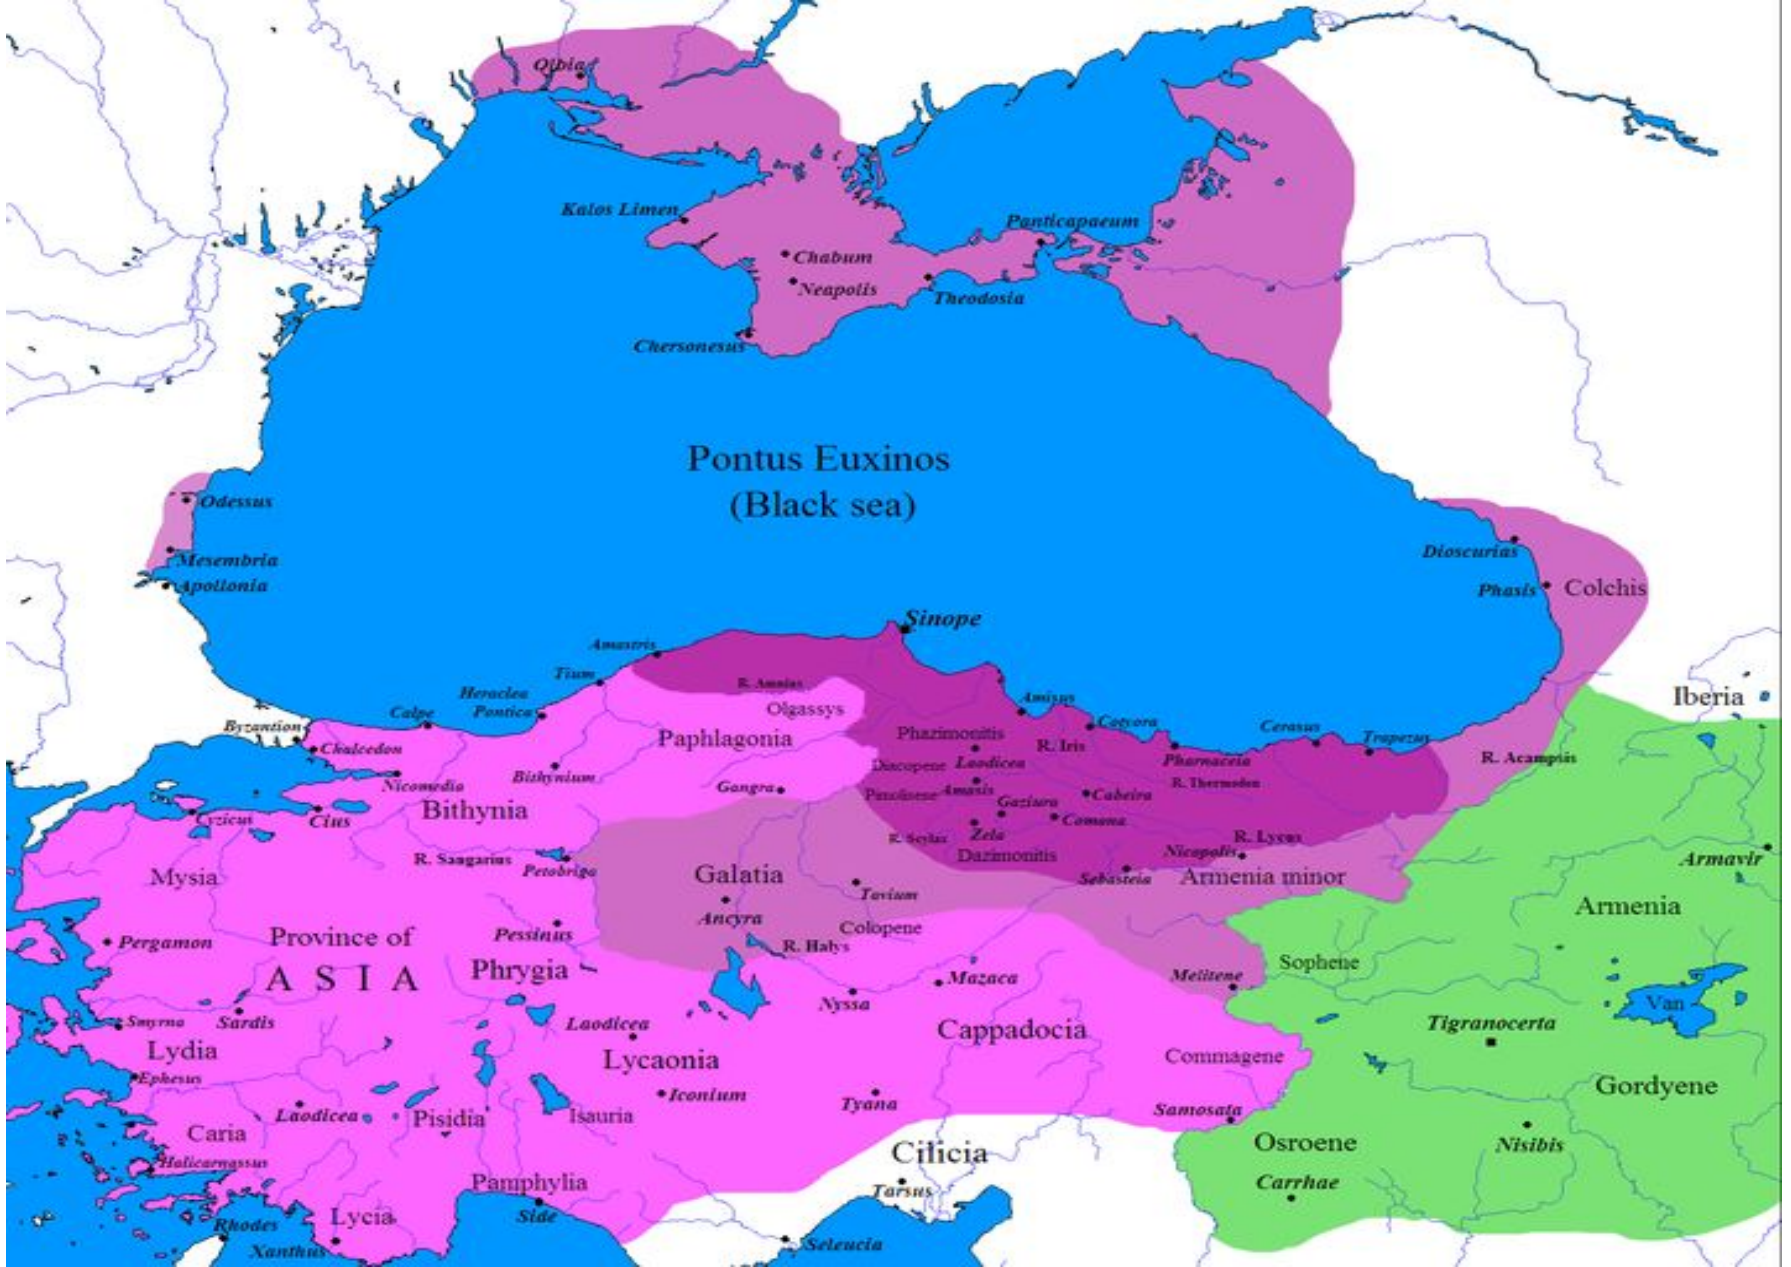 Olbia
Kalos Limen
Panticapaeum
Chabum
Neapolis
Theodosia
Chersonesus
Pontus Euxinos
(Black sea)
Odessus
Mesembria
Apollonia
Dioscurias
Phasis
Colchis
Sinope
Amastris
Tium
R. Amnias
Heraclea
Pontica
Olgassys
Iberia
Calpe
Amisus
Byzantion
Cotyora
Cerasus
Trapezus
Chalcedon
Paphlagonia
Phazimonitis
R. Iris
Pharnaceia
R. Acampsis
Nicomedia
Bithynium
Diacopene
Laodicea
R. Thermodon
Gangra
Pimolisene
Amasis
Cabeira
Gaziura
Cyzicus
Cius
Bithynia
Comana
Zela
R. Scylax
R. Lycus
Dazimonitis
Nicopolis
Armavir
R. Sangarius
Petobriga
Mysia
Galatia
Sebasteia
Armenia minor
Tavium
Armenia
Ancyra
Colopene
Pergamon
Province of
A S I A
Pessinus
R. Halys
Phrygia
Sophene
Mazaca
Melitene
Nyssa
Van
Smyrna
Sardis
Laodicea
Cappadocia
Tigranocerta
Lydia
Lycaonia
Commagene
Ephesus
Iconium
Gordyene
Tyana
Laodicea
Pisidia
Isauria
Samosata
Caria
Osroene
Nisibis
Cilicia
Halicarnassus
Pamphylia
Tarsus
Carrhae
Lycia
Side
Rhodes
Xanthus
Seleucia